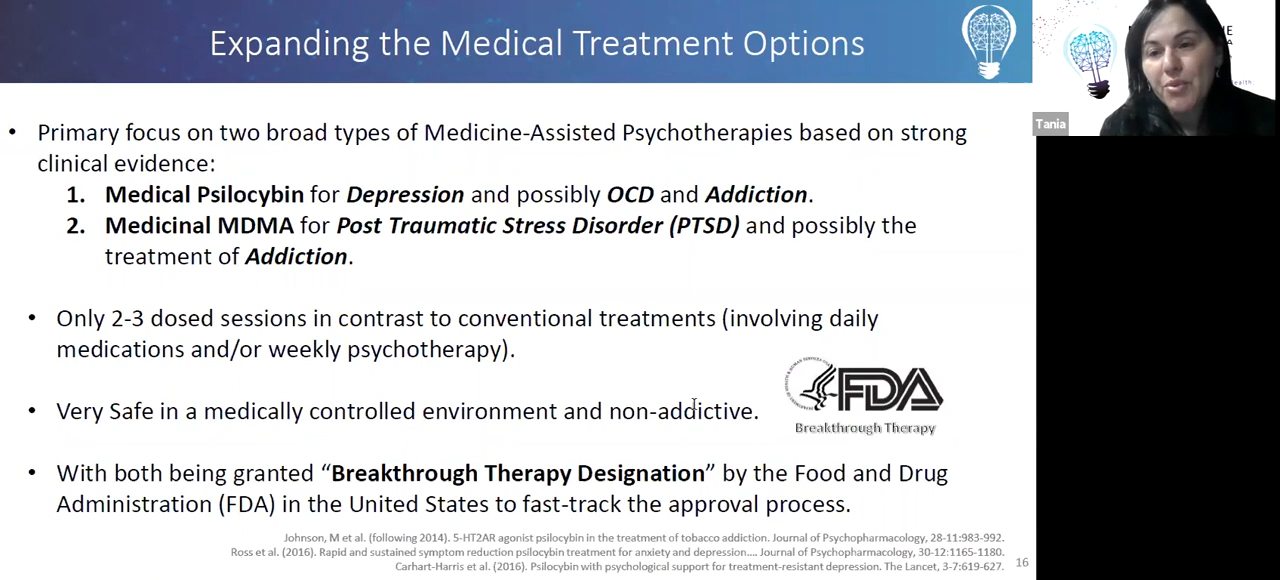 Expanding the Medical Treatment Options
Tania
• Primary focus on two broad types of Medicine-Assisted Psychotherapies based on strong
clinical evidence:
1. Medical Psilocybin for Depression and possibly OCD and Addiction.
2. Medicinal MDMA for Post Traumatic Stress Disorder (PTSD) and possibly the
treatment of Addiction.
• Only 2-3 dosed sessions in contrast to conventional treatments (involving daily
medications and/or weekly psychotherapy).
• Very Safe in a medically controlled environment and non-addictive.
FDA
Breakthrough Therapy
• With both being granted “Breakthrough Therapy Designation” by the Food and Drug
Administration (FDA) in the United States to fast-track the approval process.
Johnson, M et al. (following 2014). 5-HT2AR agonist psilocybin in the treatment of tobacco addiction. Journal of Psychopharmacology, 28-11:983-992.
Ross et al. (2016). Rapid and sustained symptom reduction psilocybin treatment for anxiety and depression.... Journal of Psychopharmacology, 30-12:1165-1180.
Carhart-Harris et al. (2016). Psilocybin with psychological support for treatment-resistant depression. The Lancet, 3-7:619-627.
16